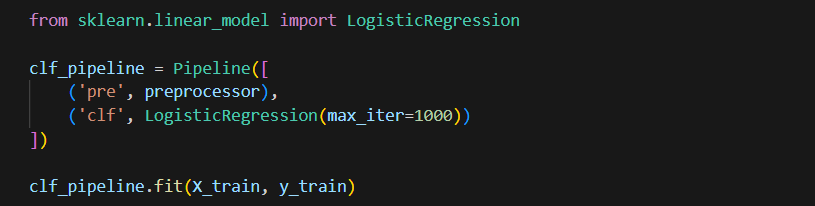 from sklearn.linear_model import LogisticRegression
clf_pipeline = Pipeline([
    ('pre', preprocessor),
    ('clf', LogisticRegression(max_iter=1000))
])
clf_pipeline.fit(X_train, y_train)